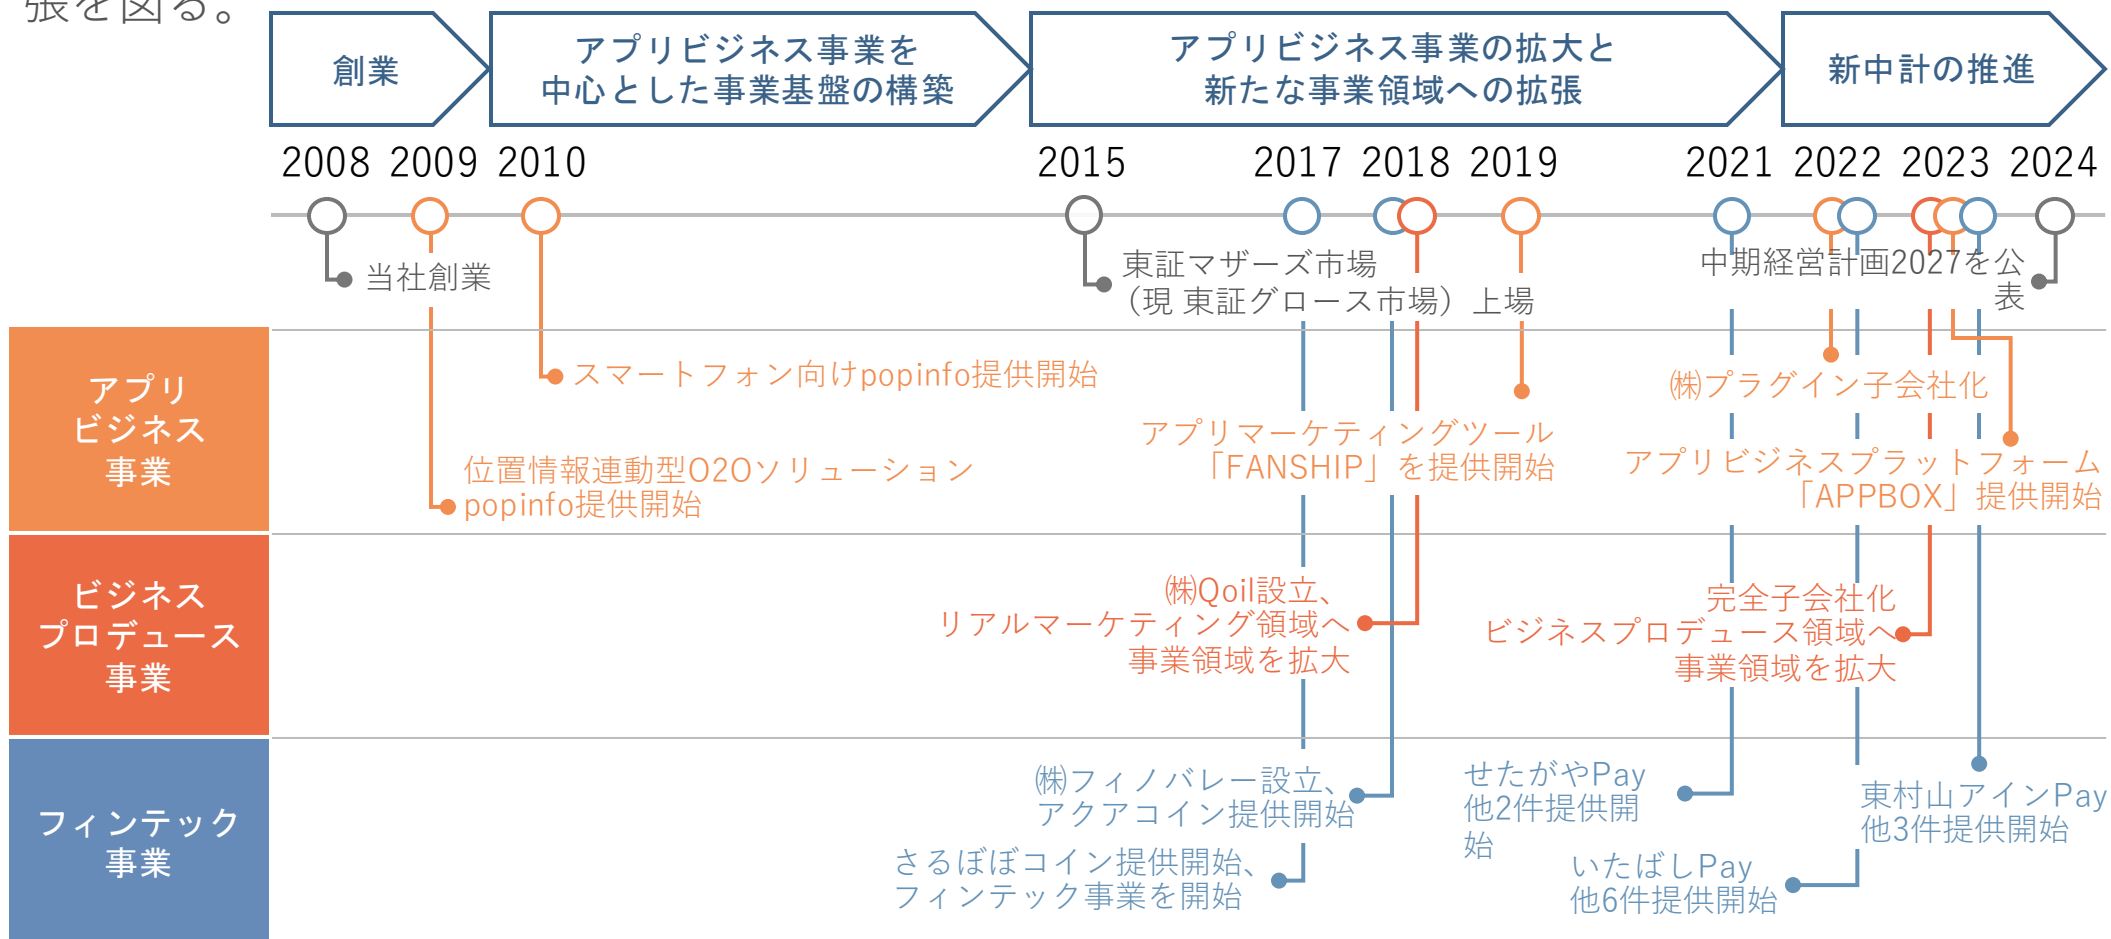 張を図る。
創業
アプリビジネス事業を
中心とした事業基盤の構築
アプリビジネス事業の拡大と
新たな事業領域への拡張
新中計の推進
2008
2009
2010
2015
2017
2018
2019
2021
2022
2023
2024
当社創業
東証マザーズ市場
（現 東証グロース市場）上場
中期経営計画2027を公
表
アプリ
ビジネス
事業
スマートフォン向けpopinfo提供開始
位置情報連動型O2Oソリューション
popinfo提供開始
アプリマーケティングツール
「FANSHIP」を提供開始
㈱プラグイン子会社化
アプリビジネスプラットフォーム
「APPBOX」提供開始
ビジネス
プロデュース
事業
㈱Qoil設立、
リアルマーケティング領域へ
事業領域を拡大
完全子会社化
ビジネスプロデュース領域へ
事業領域を拡大
フィンテック
事業
㈱フィノバレー設立、
アクアコイン提供開始
さるぼぼコイン提供開始、
フィンテック事業を開始
せたがやPay
他2件提供開
始
いたばしPay
他6件提供開始
東村山アインPay
他3件提供開始